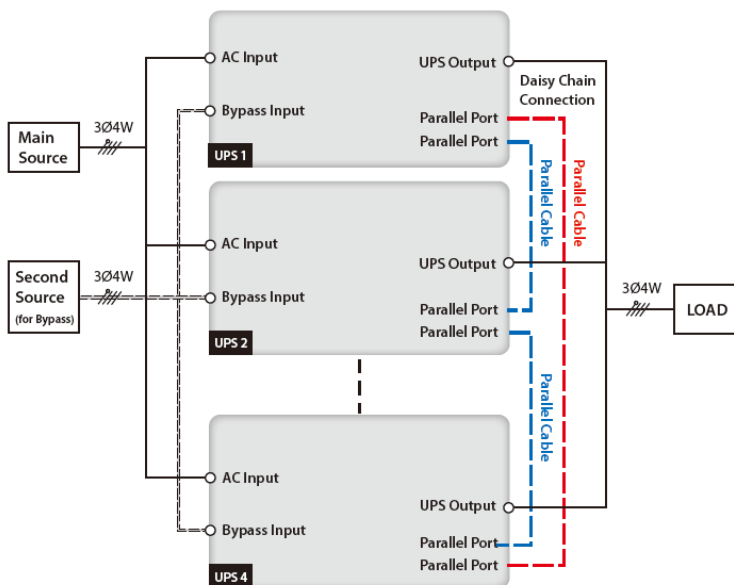 AC Input
UPS Output
Daisy Chain
Connection
Bypass Input
Parallel Port
Parallel Port
UPS 1
Main
Source
3Ø4W
Parallel Cable
Parallel Cable
AC Input
UPS Output
Second
Source
(for Bypass)
3Ø4W
Bypass Input
Parallel Port
Parallel Port
UPS 2
3Ø4W
LOAD
Parallel Cable
AC Input
UPS Output
Bypass Input
Parallel Port
Parallel Port
UPS 4